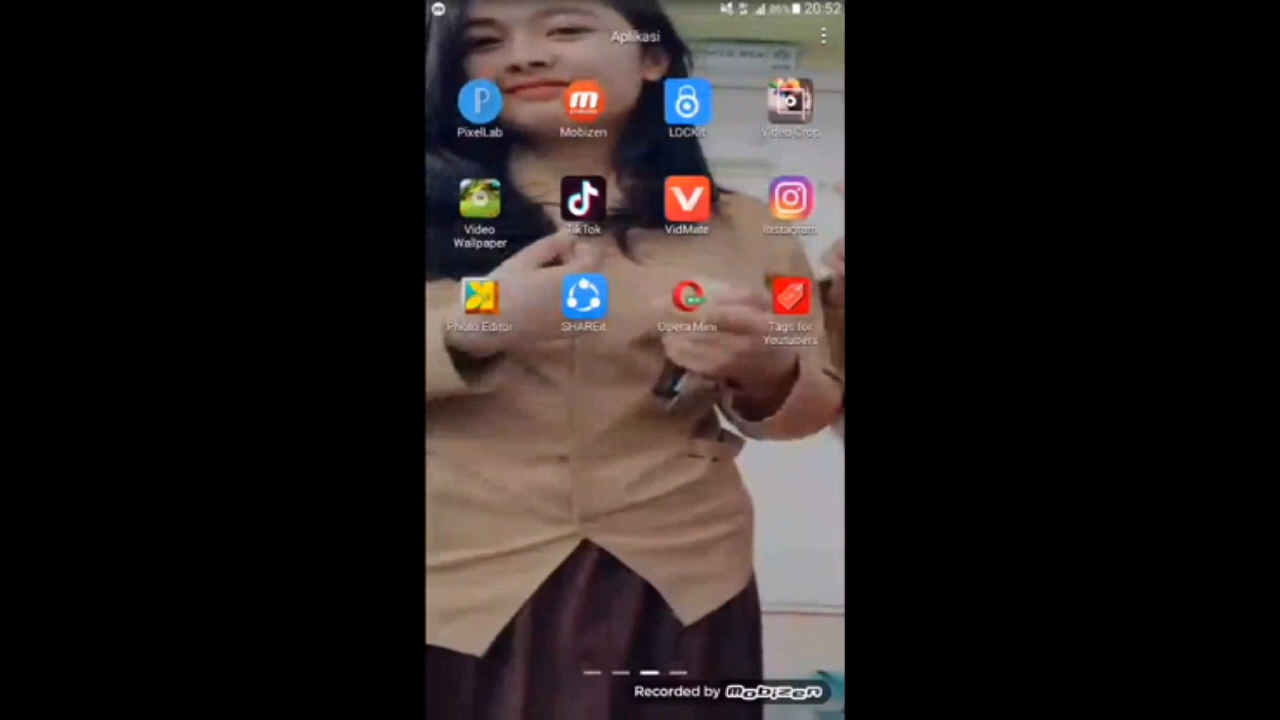 86% 20:52
Aplikasi
PixelLab
Mobizen
LOCKit
Video Crop
Video
Wallpaper
TikTok
VidMate
Instagram
Photo Editor
SHAREit
Opera Mini
Tags for
Youtubers
Recorded by mobizen